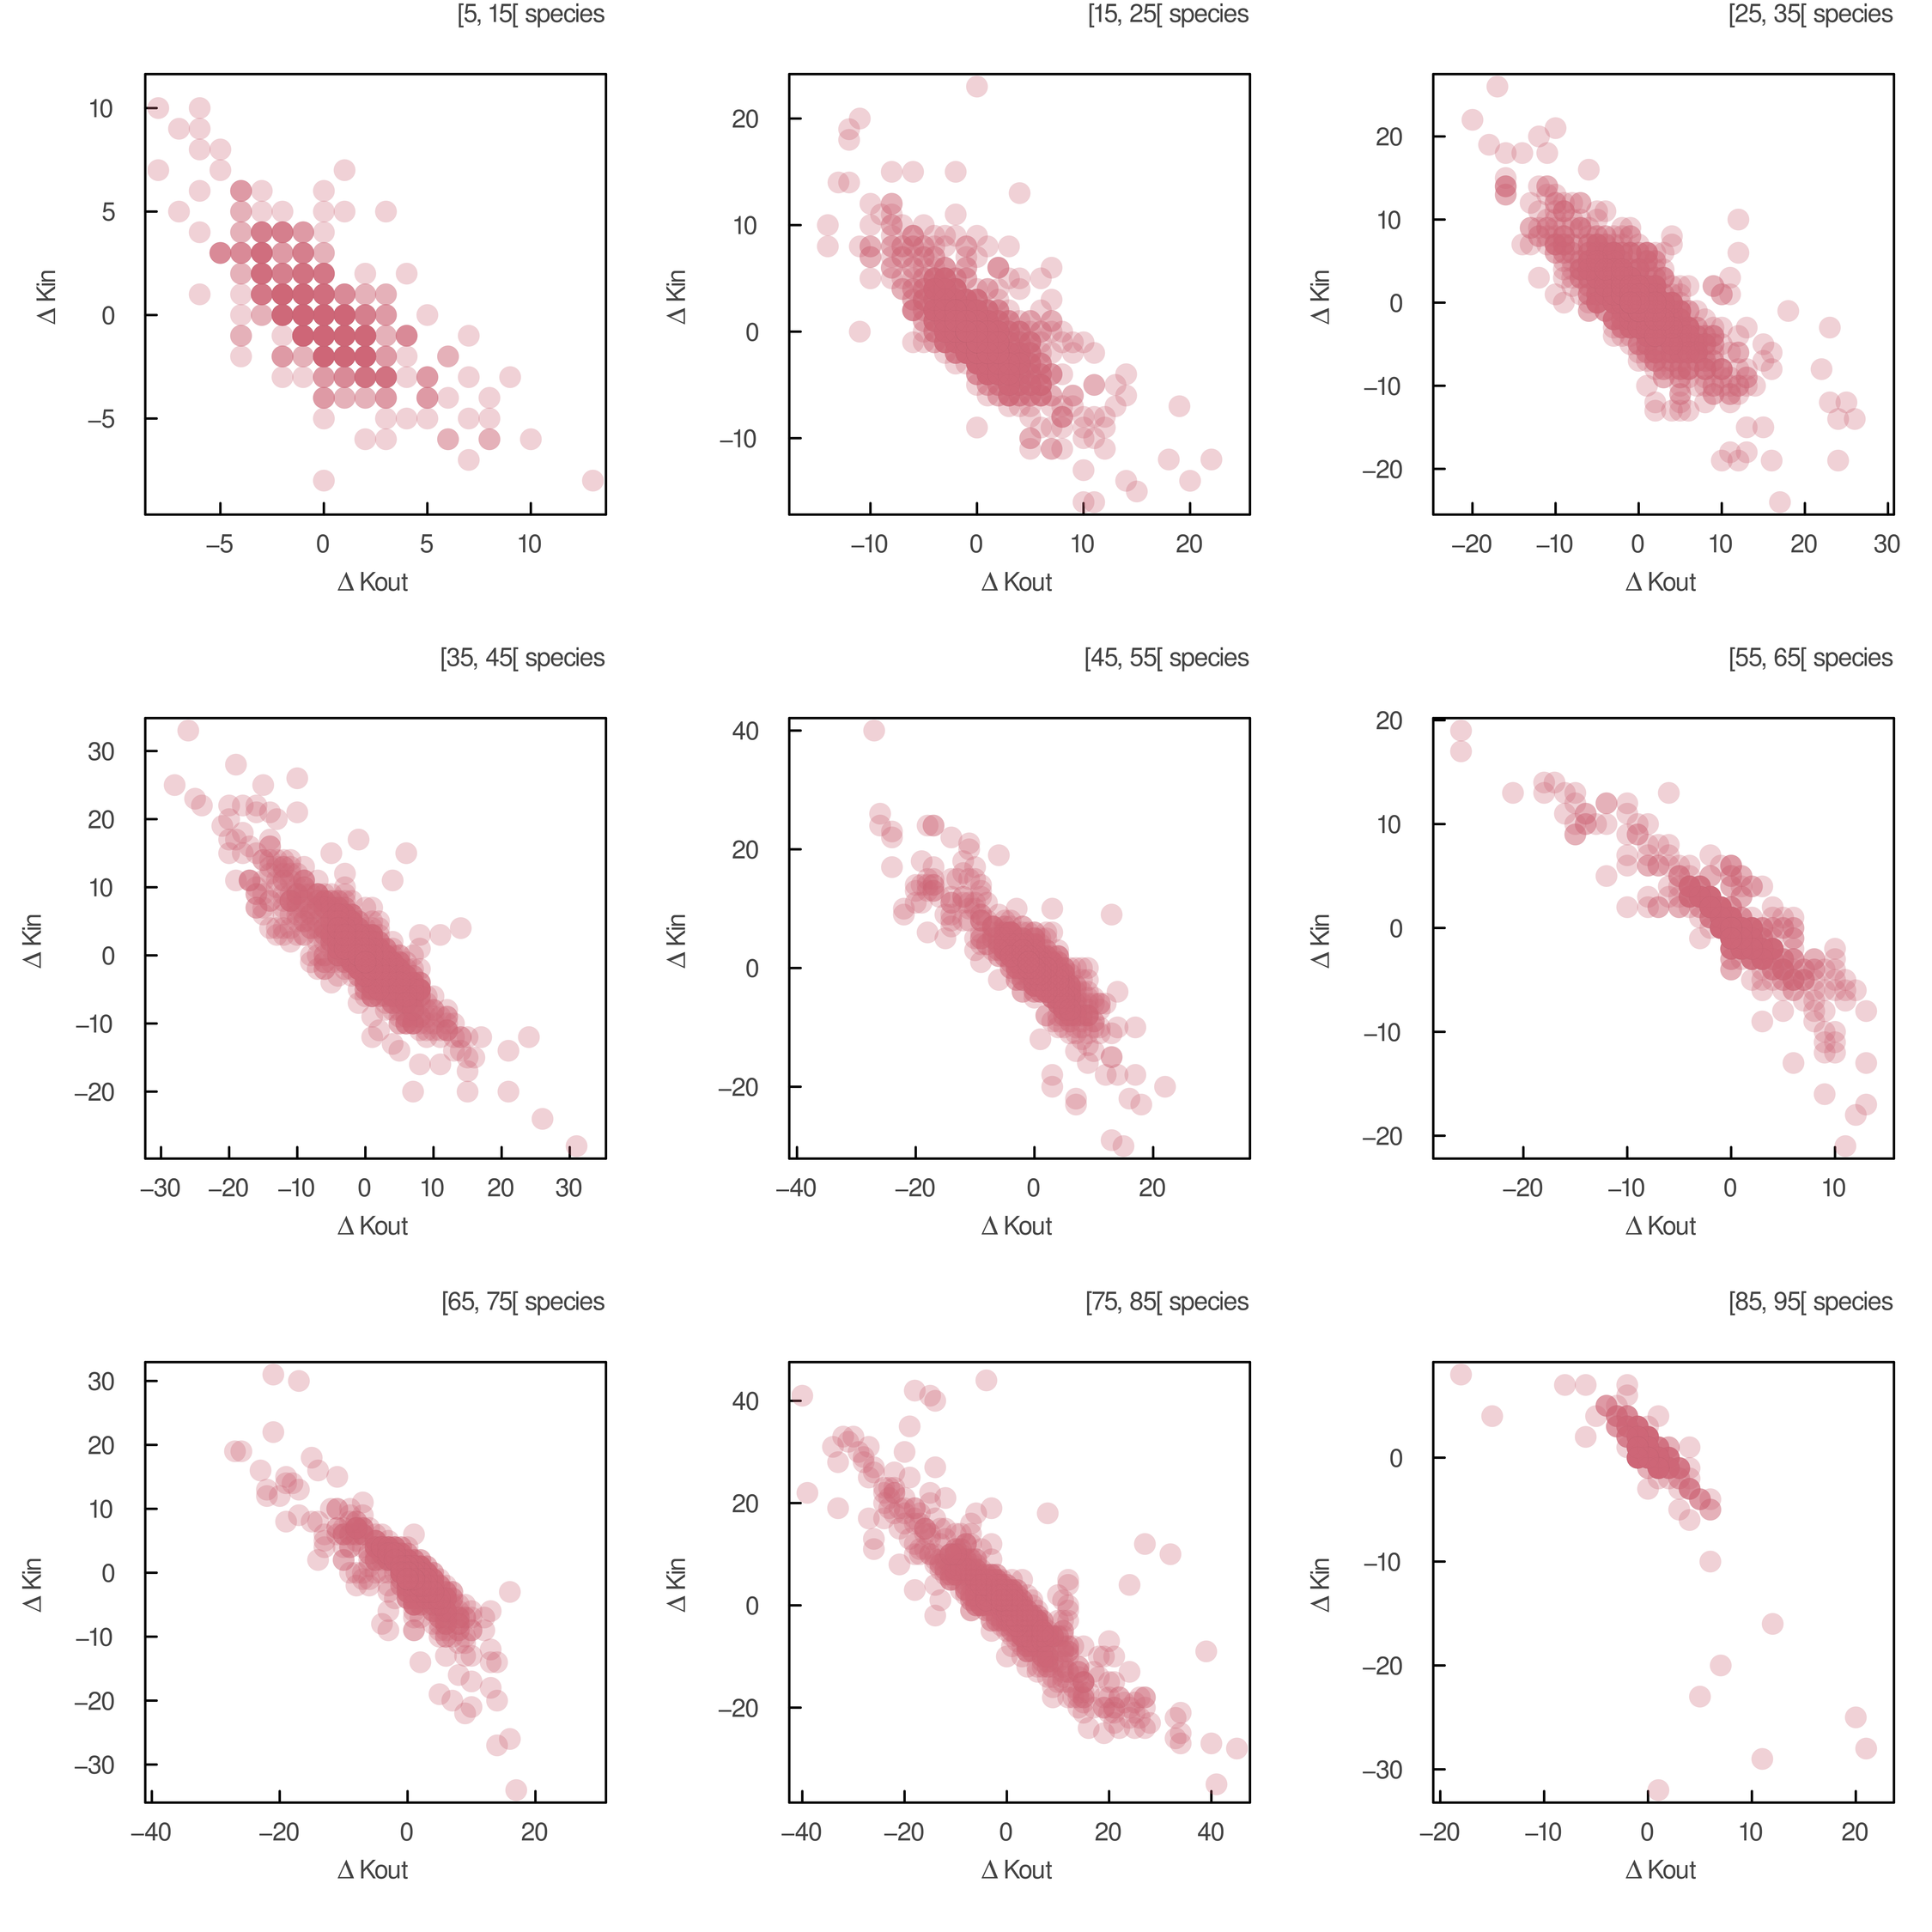 [5, 15[ species
[15, 25[ species
[25, 35[ species
10
5
0
−5
Δ Kin
−5 0 5 10
Δ Kout
20
10
0
−10
Δ Kin
−10 0 10 20
Δ Kout
20
10
0
−10
−20
Δ Kin
−20 −10 0 10 20 30
Δ Kout
[35, 45[ species
[45, 55[ species
[55, 65[ species
30
20
10
0
−10
−20
Δ Kin
−30 −20 −10 0 10 20 30
Δ Kout
40
20
0
−20
Δ Kin
−40 −20 0 20
Δ Kout
20
10
0
−10
−20
Δ Kin
−20 −10 0 10
Δ Kout
[65, 75[ species
[75, 85[ species
[85, 95[ species
30
20
10
0
−10
−20
−30
Δ Kin
−40 −20 0 20
Δ Kout
40
20
0
−20
Δ Kin
−40 −20 0 20 40
Δ Kout
0
−10
−20
−30
Δ Kin
−20 −10 0 10 20
Δ Kout